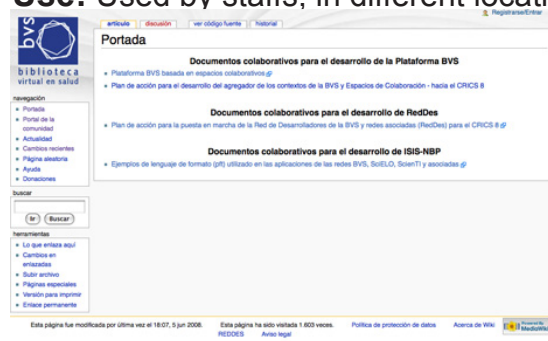 Use: Used by staffs, in different locati
Registrarse/Entrar
artículo discusión ver código fuente historial
Portada
bvs
biblioteca
virtual en salud
Documentos colaborativos para el desarrollo de la Plataforma BVS
Plataforma BVS basada en espacios colaborativos
Plan de acción para el desarrollo del agregador de los contextos de la BVS y Espacios de Colaboración - hacia el CRICS 8
Documentos colaborativos para el desarrollo de RedDes
Plan de acción para la puesta en marcha de la Red de Desarrolladores de la BVS y redes asociadas (RedDes) para el CRICS 8
Documentos colaborativos para el desarrollo de ISIS-NBP
Ejemplos de lenguaje de formato (pft) utilizado en las aplicaciones de las redes BVS, SciELO, ScienTI y asociadas
navegación
Portada
Portal de la
comunidad
Actualidad
Cambios recientes
Página aleatoria
Ayuda
Donaciones
buscar
Ir Buscar
herramientas
Lo que enlaza aquí
Cambios en
enlazadas
Subir archivo
Páginas especiales
Versión para imprimir
Enlace permanente
Esta página fue modificada por última vez el 18:07, 5 jun 2008. Esta página ha sido visitada 1.603 veces. Política de protección de datos Acerca de Wiki
REDDES Aviso legal
Powered By
MediaWiki